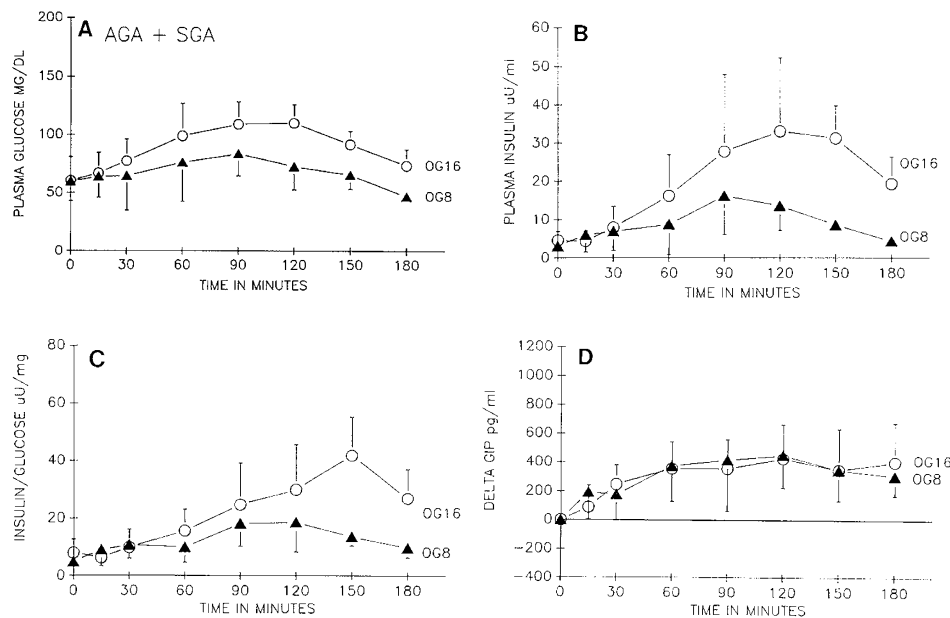 A AGA + SGA
PLASMA GLUCOSE MG/DL
200
150
100
50
0
OG16
OG8
0 30 60 90 120 150 180
TIME IN MINUTES
B
PLASMA INSULIN uU/ml
60
50
40
30
20
10
0
OG16
OG8
0 30 60 90 120 150 180
TIME IN MINUTES
C
INSULIN/GLUCOSE uU/mg
80
60
40
20
0
OG16
OG8
0 30 60 90 120 150 180
TIME IN MINUTES
D
DELTA GIP pg/ml
1200
1000
800
600
400
200
0
−200
−400
OG16
OG8
0 30 60 90 120 150 180
TIME IN MINUTES